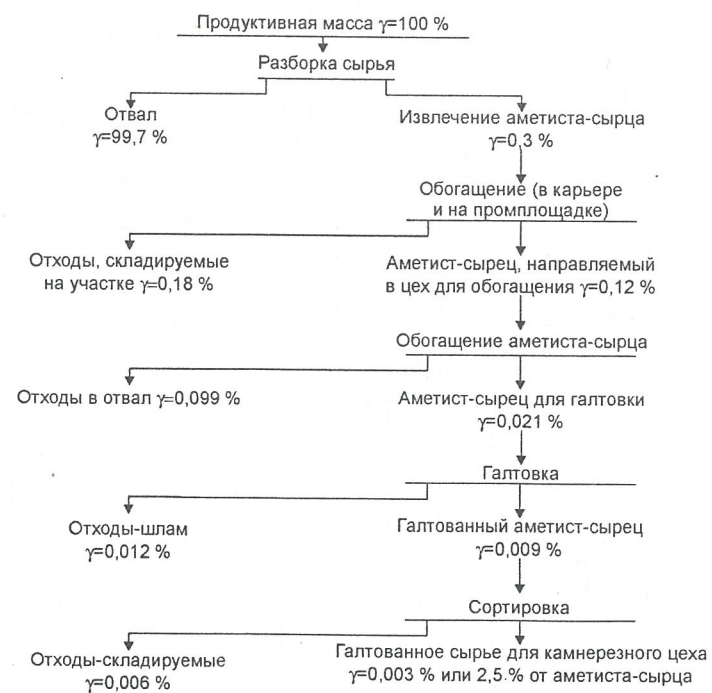 Продуктивная масса γ=100 %
Разборка сырья
Отвал
γ=99,7 %
Извлечение аметиста-сырца
γ=0,3 %
Обогащение (в карьере
и на промплощадке)
Отходы, складируемые
на участке γ=0,18 %
Аметист-сырец, направляемый
в цех для обогащения γ=0,12 %
Обогащение аметиста-сырца
Отходы в отвал γ=0,099 %
Аметист-сырец для галтовки
γ=0,021 %
Галтовка
Отходы-шлам
γ=0,012 %
Галтованный аметист-сырец
γ=0,009 %
Сортировка
Отходы-складируемые
γ=0,006 %
Галтованное сырье для камнерезного цеха
γ=0,003 % или 2,5 % от аметиста-сырца